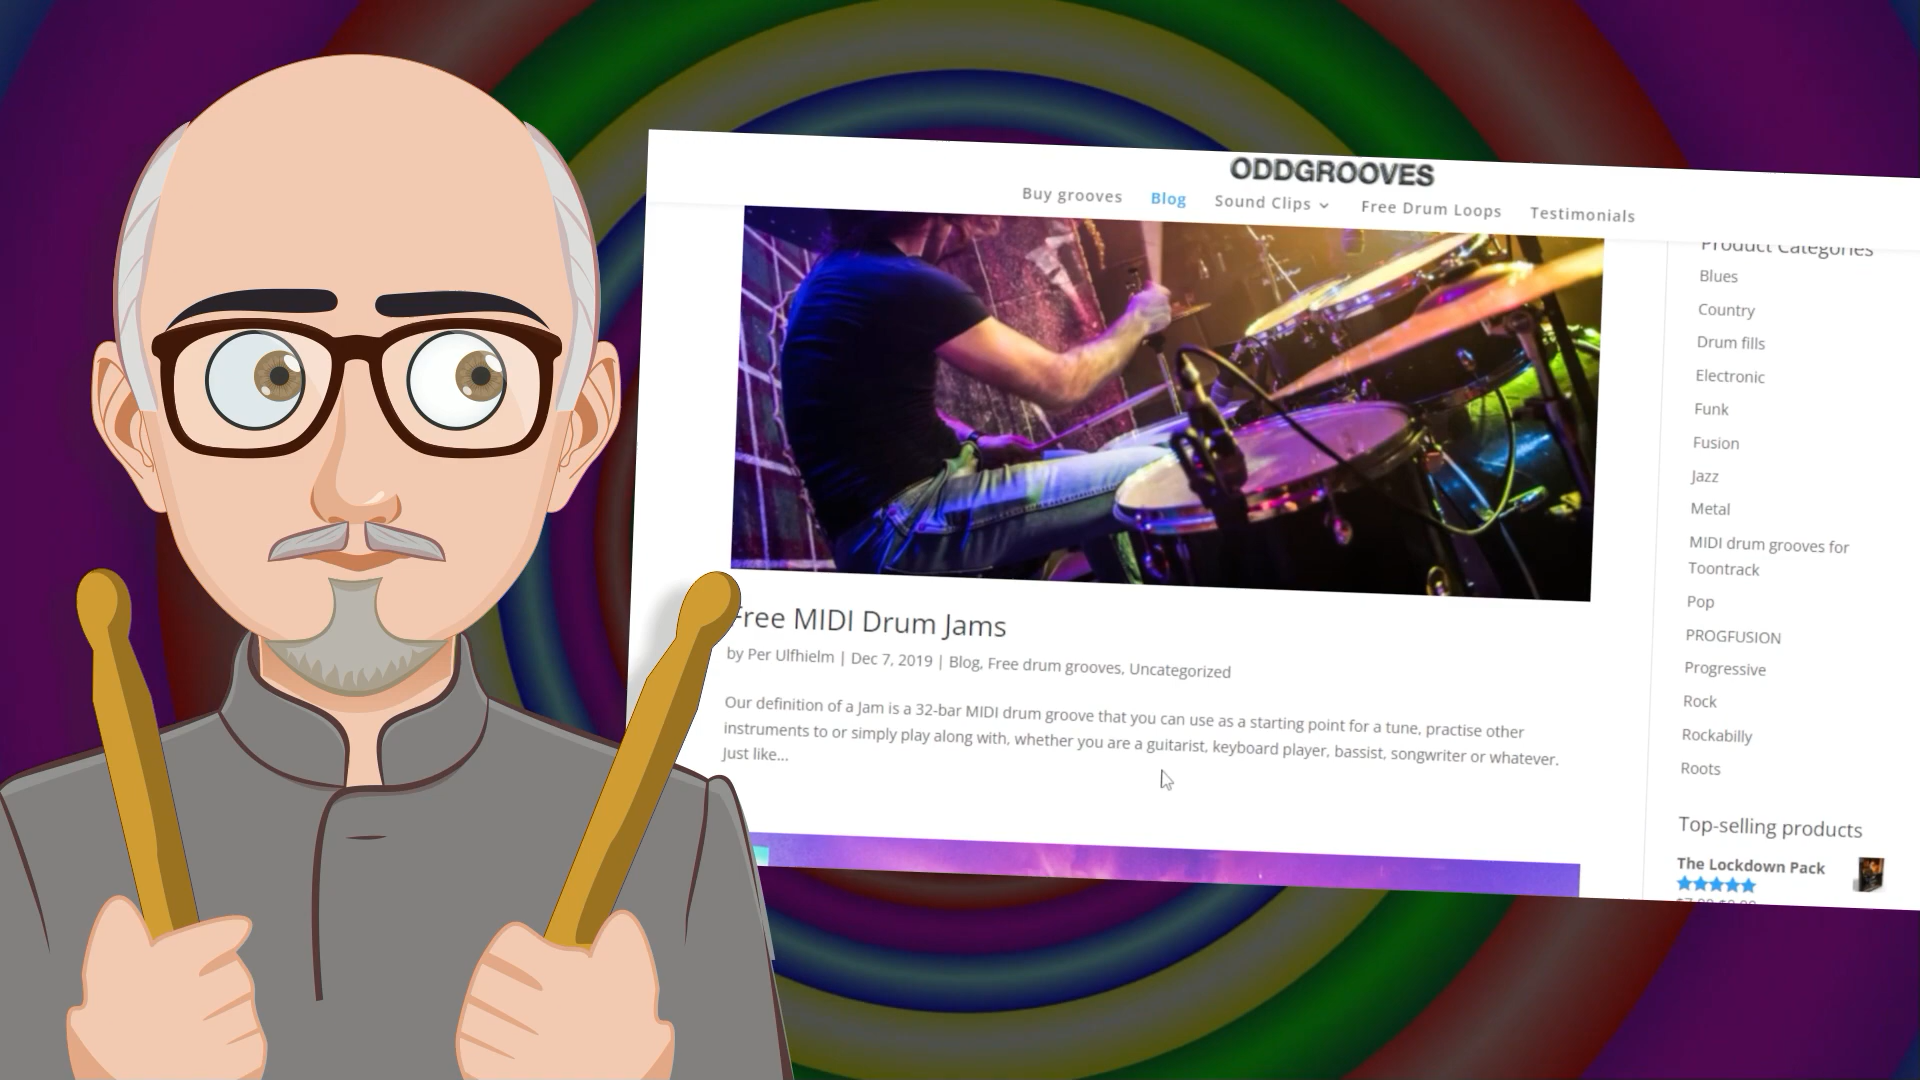 ODDGROOVES
Buy grooves Blog Sound Clips Free Drum Loops Testimonials
Free MIDI Drum Jams
by Per Ulfhielm | Dec 7, 2019 | Blog, Free drum grooves, Uncategorized
Our definition of a Jam is a 32-bar MIDI drum groove that you can use as a starting point for a tune, practise other
instruments to or simply play along with, whether you are a guitarist, keyboard player, bassist, songwriter or whatever.
Just like...
Product Categories
Blues
Country
Drum fills
Electronic
Funk
Fusion
Jazz
Metal
MIDI drum grooves for
Toontrack
Pop
PROGFUSION
Progressive
Rock
Rockabilly
Roots
Top-selling products
The Lockdown Pack